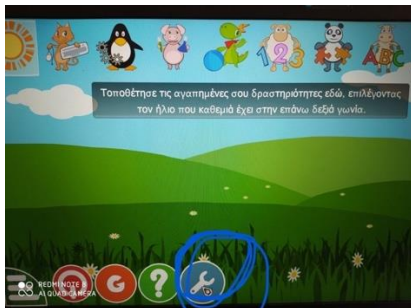 123
ABC
Τοποθέτησε τις αγαπημένες σου δραστηριότητες εδώ, επιλέγοντας
τον ήλιο που καθεμιά έχει στην επάνω δεξιά γωνία.
G
?
REDMI NOTE 8
AI QUAD CAMERA